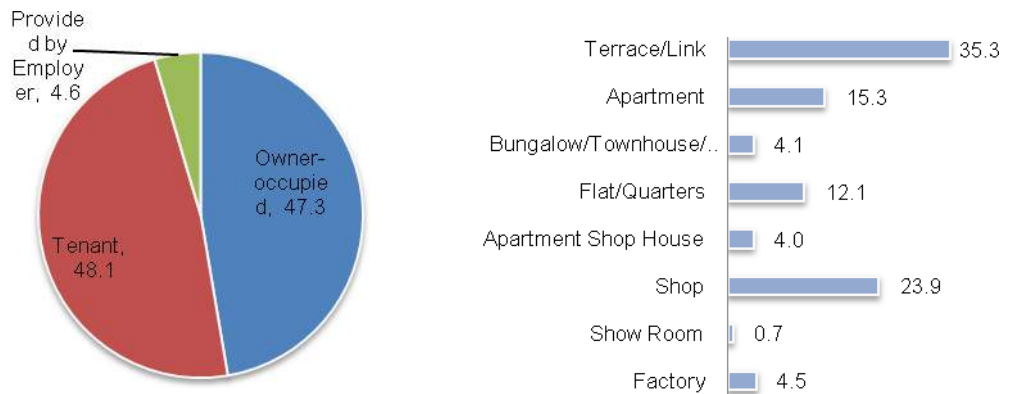 Provide
d by
Employ
er, 4.6
Owner-
occupie
d, 47.3
Tenant,
48.1
Terrace/Link 35.3
Apartment 15.3
Bungalow/Townhouse/.. 4.1
Flat/Quarters 12.1
Apartment Shop House 4.0
Shop 23.9
Show Room 0.7
Factory 4.5